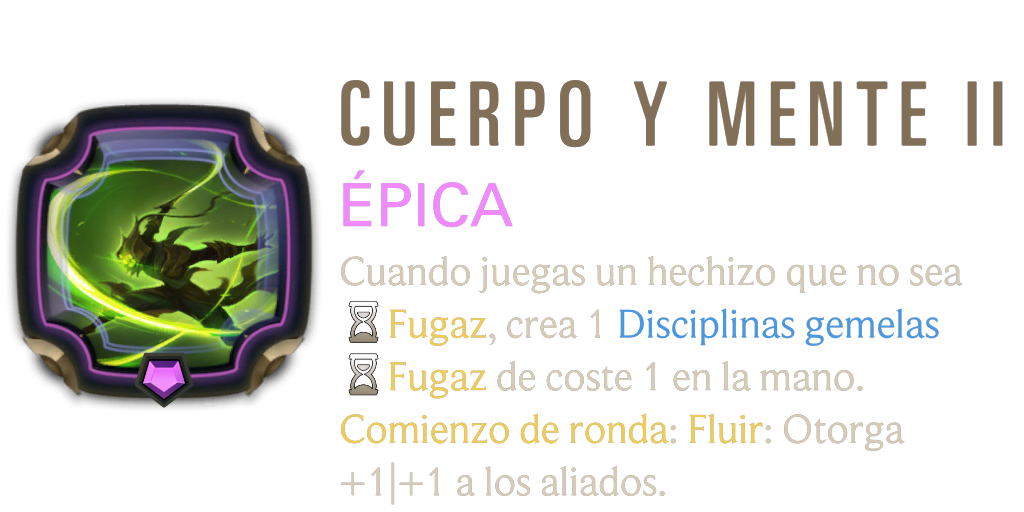 CUERPO Y MENTE II
ÉPICA
Cuando juegas un hechizo que no sea
Fugaz, crea 1 Disciplinas gemelas
Fugaz de coste 1 en la mano.
Comienzo de ronda: Fluir: Otorga
+1|+1 a los aliados.